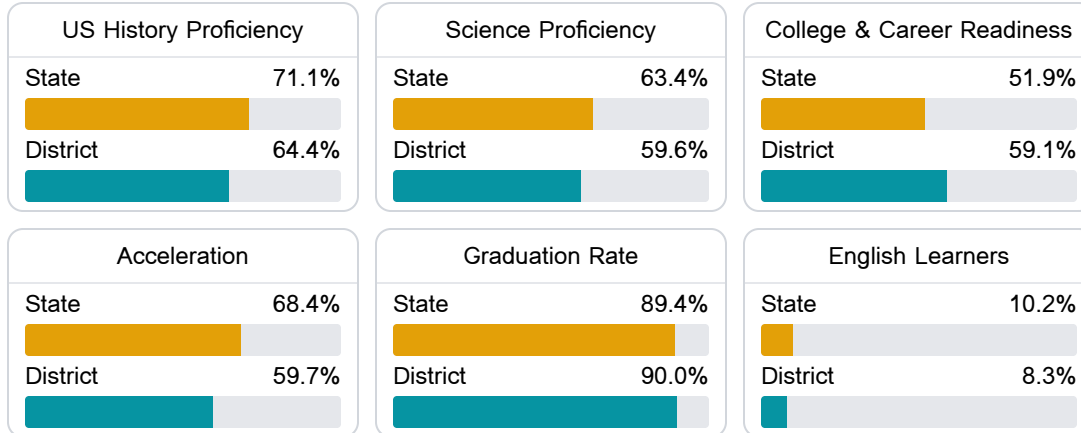 US History Proficiency
State 71.1%
District 64.4%
Science Proficiency
State 63.4%
District 59.6%
College & Career Readiness
State 51.9%
District 59.1%
Acceleration
State 68.4%
District 59.7%
Graduation Rate
State 89.4%
District 90.0%
English Learners
State 10.2%
District 8.3%